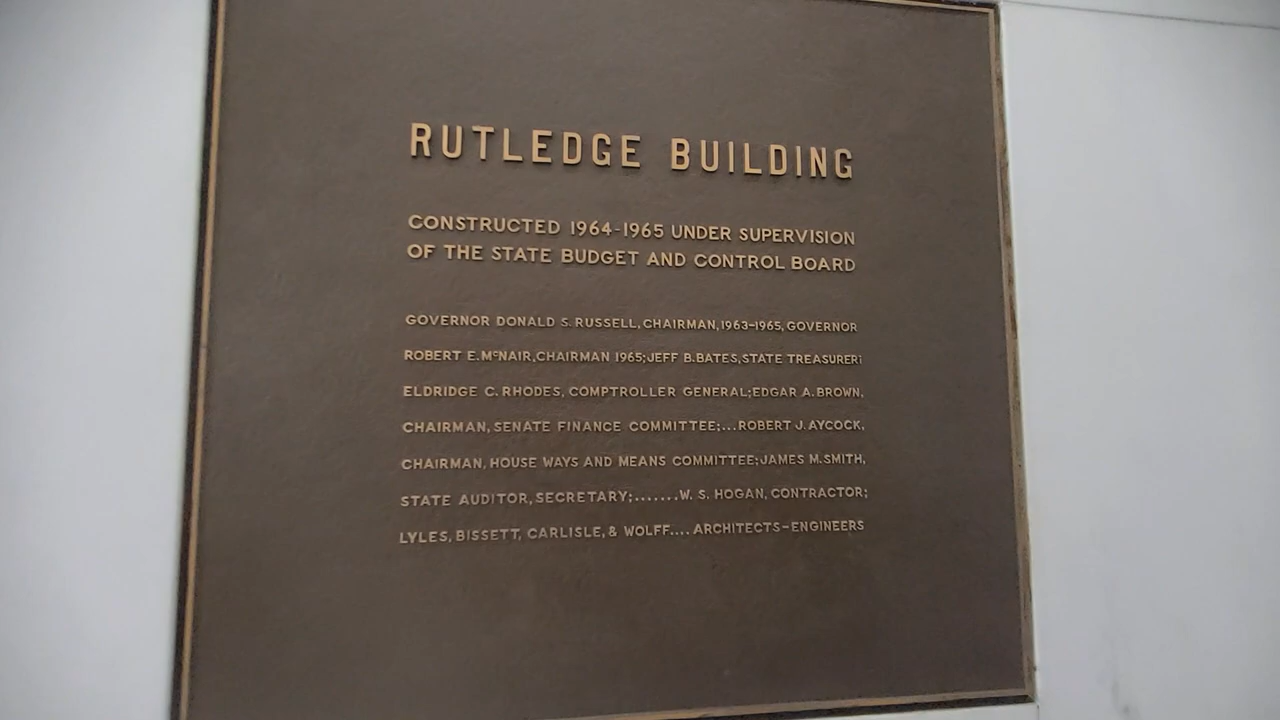 RUTLEDGE BUILDING
CONSTRUCTED 1964-1965 UNDER SUPERVISION
OF THE STATE BUDGET AND CONTROL BOARD
GOVERNOR DONALD S. RUSSELL, CHAIRMAN, 1963-1965, GOVERNOR
ROBERT E. McNAIR, CHAIRMAN 1965; JEFF B. BATES, STATE TREASURER;
ELDRIDGE C. RHODES, COMPTROLLER GENERAL; EDGAR A. BROWN,
CHAIRMAN, SENATE FINANCE COMMITTEE;...ROBERT J. AYCOCK,
CHAIRMAN, HOUSE WAYS AND MEANS COMMITTEE; JAMES M. SMITH,
STATE AUDITOR, SECRETARY;.......W. S. HOGAN, CONTRACTOR;
LYLES, BISSETT, CARLISLE, & WOLFF.... ARCHITECTS-ENGINEERS